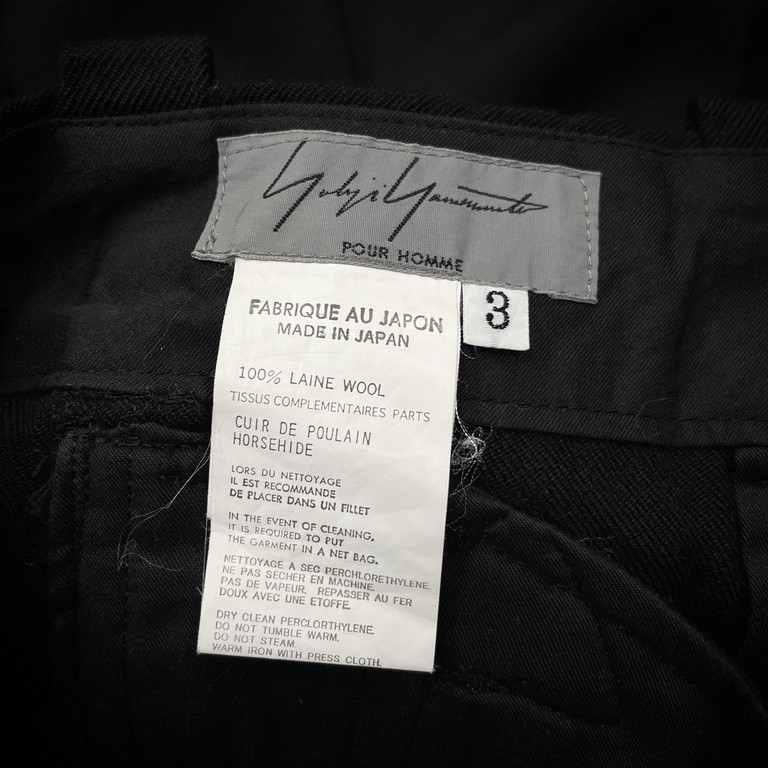 Yohji Yamamoto
POUR HOMME
3
FABRIQUE AU JAPON
MADE IN JAPAN
100% LAINE WOOL
TISSUS COMPLEMENTAIRES PARTS
CUIR DE POULAIN
HORSEHIDE
LORS DU NETTOYAGE
IL EST RECOMMANDE
DE PLACER DANS UN FILLET
IN THE EVENT OF CLEANING,
IT IS REQUIRED TO PUT
THE GARMENT IN A NET BAG.
NETTOYAGE A SEC PERCHLORETHYLENE.
NE PAS SECHER EN MACHINE.
PAS DE VAPEUR. REPASSER AU FER
DOUX AVEC UNE ETOFFE.
DRY CLEAN PERCLORTHYLENE.
DO NOT TUMBLE WARM.
DO NOT STEAM.
WARM IRON WITH PRESS CLOTH.